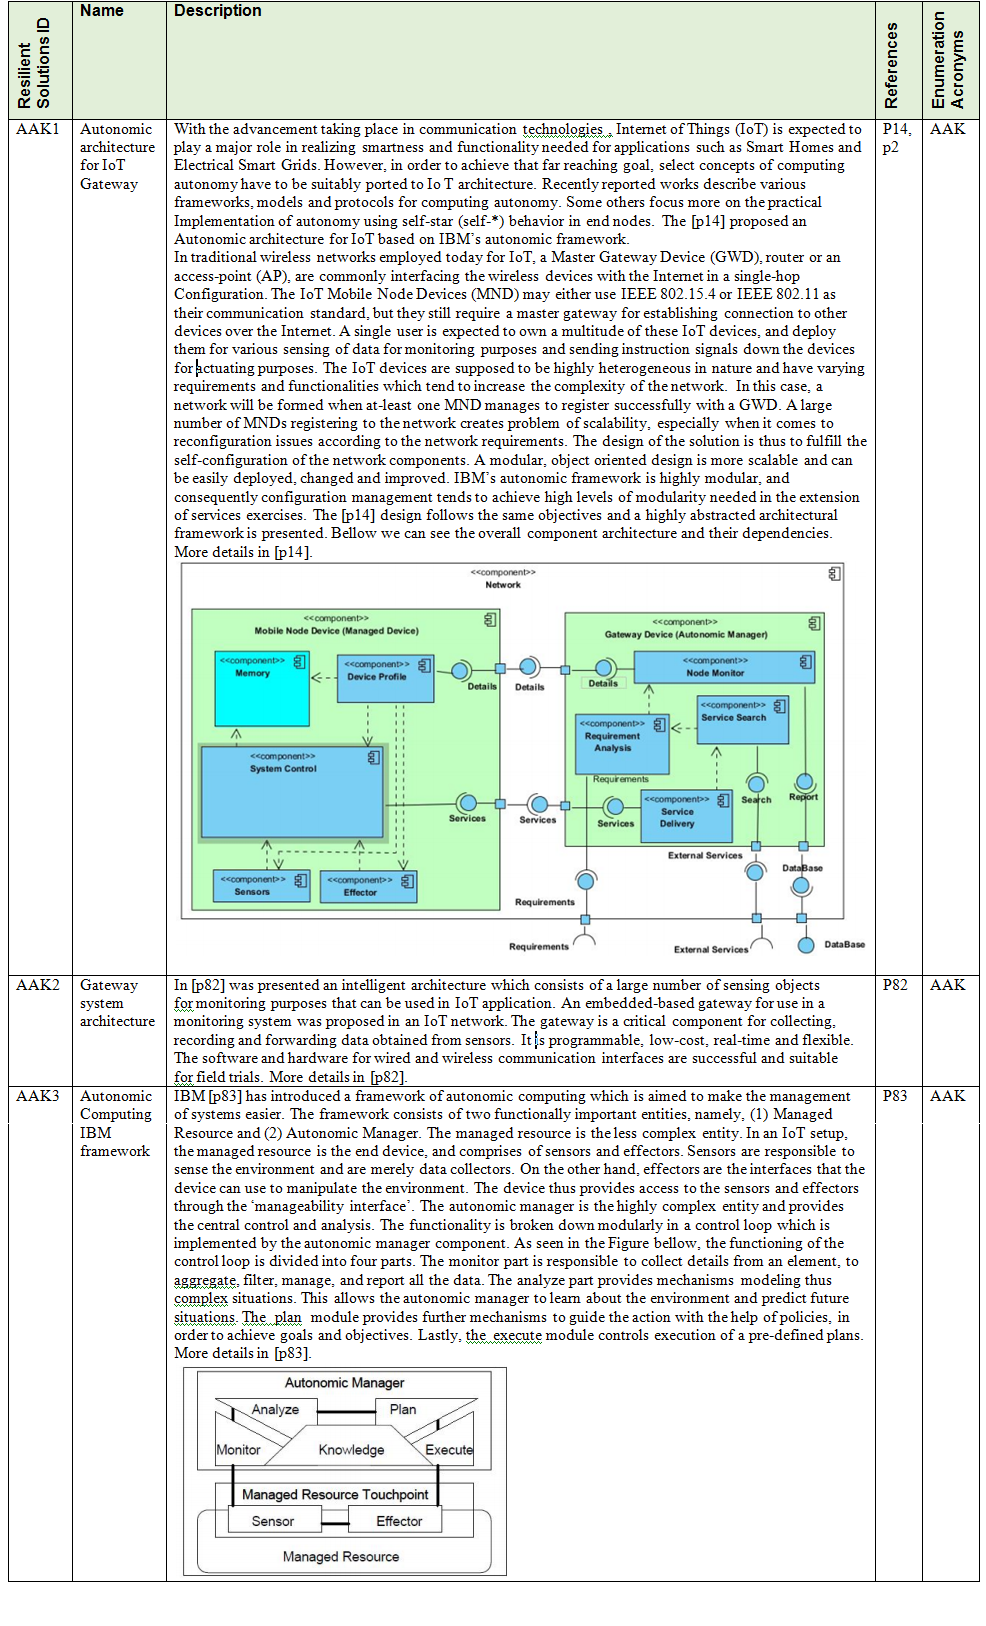 Resilient
Solutions ID
Name
Description
References
Enumeration
Acronyms
AAK1
Autonomic
architecture
for IoT
Gateway
With the advancement taking place in communication technologies , Internet of Things (IoT) is expected to
play a major role in realizing smartness and functionality needed for applications such as Smart Homes and
Electrical Smart Grids. However, in order to achieve that far reaching goal, select concepts of computing
autonomy have to be suitably ported to Io T architecture. Recently reported works describe various
frameworks, models and protocols for computing autonomy. Some others focus more on the practical
Implementation of autonomy using self-star (self-*) behavior in end nodes. The [p14] proposed an
Autonomic architecture for IoT based on IBM's autonomic framework.
In traditional wireless networks employed today for IoT, a Master Gateway Device (GWD), router or an
access-point (AP), are commonly interfacing the wireless devices with the Internet in a single-hop
Configuration. The IoT Mobile Node Devices (MND) may either use IEEE 802.15.4 or IEEE 802.11 as
their communication standard, but they still require a master gateway for establishing connection to other
devices over the Internet. A single user is expected to own a multitude of these IoT devices, and deploy
them for various sensing of data for monitoring purposes and sending instruction signals down the devices
for actuating purposes. The IoT devices are supposed to be highly heterogeneous in nature and have varying
requirements and functionalities which tend to increase the complexity of the network. In this case, a
network will be formed when at-least one MND manages to register successfully with a GWD. A large
number of MNDs registering to the network creates problem of scalability, especially when it comes to
reconfiguration issues according to the network requirements. The design of the solution is thus to fulfill the
self-configuration of the network components. A modular, object oriented design is more scalable and can
be easily deployed, changed and improved. IBM's autonomic framework is highly modular, and
consequently configuration management tends to achieve high levels of modularity needed in the extension
of services exercises. The [p14] design follows the same objectives and a highly abstracted architectural
framework is presented. Bellow we can see the overall component architecture and their dependencies.
More details in [p14].
P14,
p2
AAK
<<component>>
Network
<<component>>
Mobile Node Device (Managed Device)
<<component>>
Gateway Device (Autonomic Manager)
<<component>>
Memory
<<component>>
Device Profile
Details
Details
Details
<<component>>
Node Monitor
<<component>>
Service Search
<<component>>
Requirement
Analysis
<<component>>
System Control
Requirements
Services
Services
Services
<<component>>
Service
Delivery
Search
Report
External Services
DataBase
<<component>>
Sensors
<<component>>
Effector
Requirements
Requirements
External Services
DataBase
AAK2
Gateway
system
architecture
In [p82] was presented an intelligent architecture which consists of a large number of sensing objects
for monitoring purposes that can be used in IoT application. An embedded-based gateway for use in a
monitoring system was proposed in an IoT network. The gateway is a critical component for collecting,
recording and forwarding data obtained from sensors. It is programmable, low-cost, real-time and flexible.
The software and hardware for wired and wireless communication interfaces are successful and suitable
for field trials. More details in [p82].
P82
AAK
AAK3
Autonomic
Computing
IBM
framework
IBM [p83] has introduced a framework of autonomic computing which is aimed to make the management
of systems easier. The framework consists of two functionally important entities, namely, (1) Managed
Resource and (2) Autonomic Manager. The managed resource is the less complex entity. In an IoT setup,
the managed resource is the end device, and comprises of sensors and effectors. Sensors are responsible to
sense the environment and are merely data collectors. On the other hand, effectors are the interfaces that the
device can use to manipulate the environment. The device thus provides access to the sensors and effectors
through the 'manageability interface'. The autonomic manager is the highly complex entity and provides
the central control and analysis. The functionality is broken down modularly in a control loop which is
implemented by the autonomic manager component. As seen in the Figure bellow, the functioning of the
control loop is divided into four parts. The monitor part is responsible to collect details from an element, to
aggregate, filter, manage, and report all the data. The analyze part provides mechanisms modeling thus
complex situations. This allows the autonomic manager to learn about the environment and predict future
situations. The plan module provides further mechanisms to guide the action with the help of policies, in
order to achieve goals and objectives. Lastly, the execute module controls execution of a pre-defined plans.
More details in [p83].
P83
AAK
Autonomic Manager
Analyze
Plan
Monitor
Knowledge
Execute
Managed Resource Touchpoint
Sensor
Effector
Managed Resource